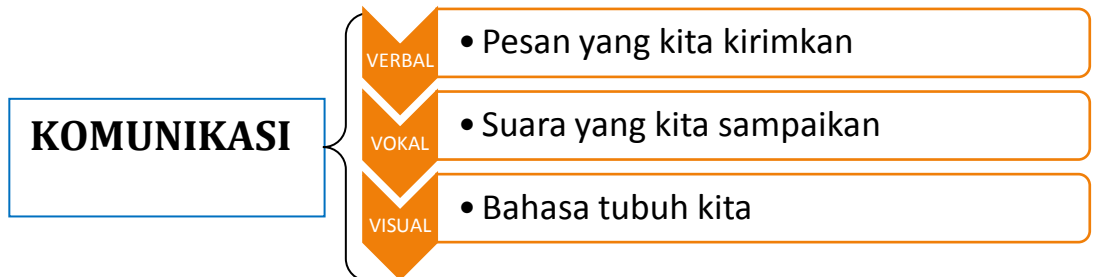 KOMUNIKASI
VERBAL
• Pesan yang kita kirimkan
VOKAL
• Suara yang kita sampaikan
VISUAL
• Bahasa tubuh kita